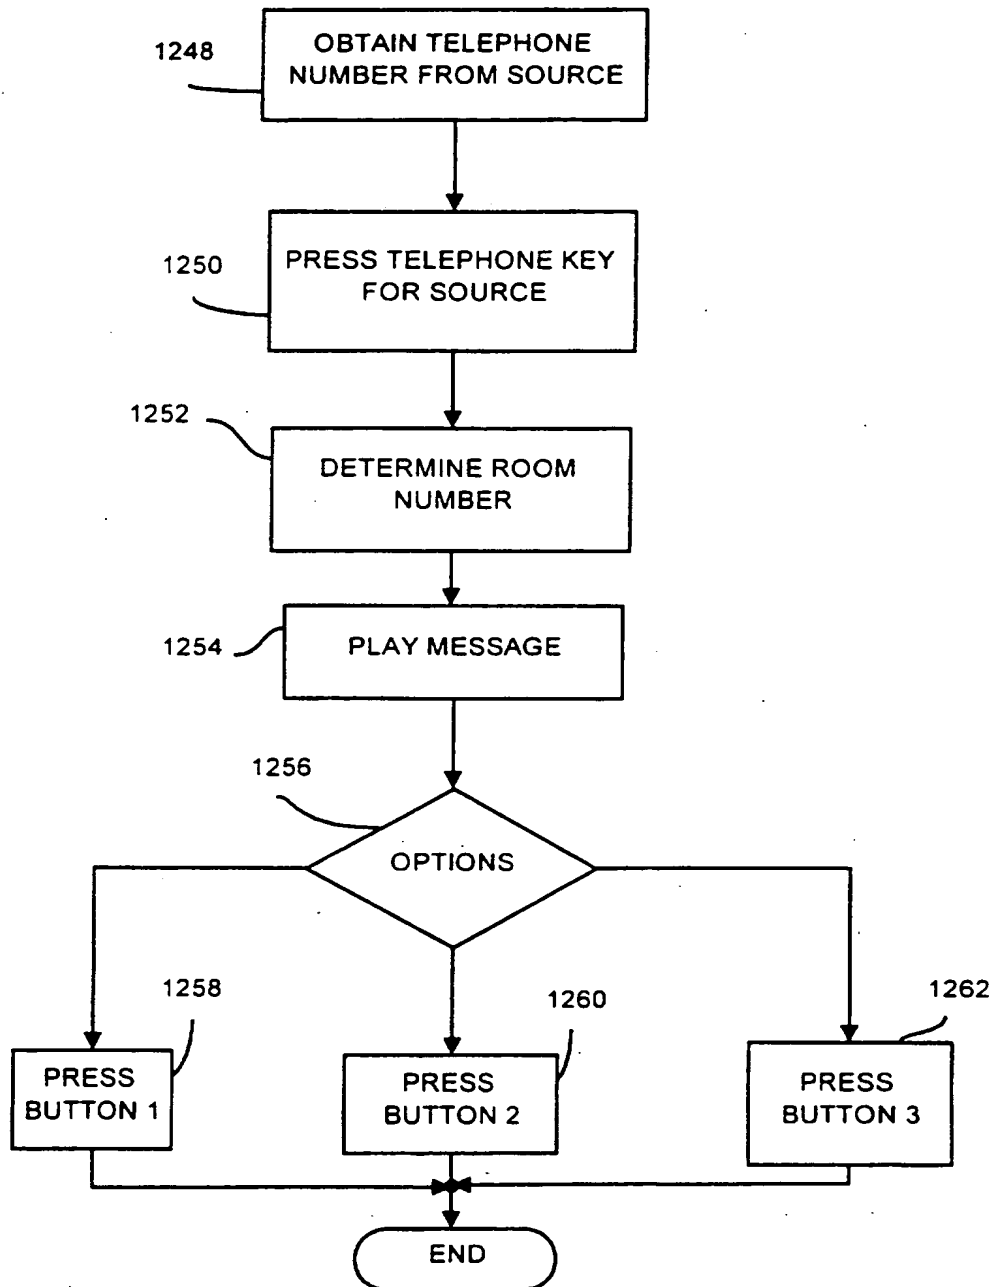 1248
OBTAIN TELEPHONE
NUMBER FROM SOURCE
1250
PRESS TELEPHONE KEY
FOR SOURCE
1252
DETERMINE ROOM
NUMBER
1254
PLAY MESSAGE
1256
OPTIONS
1258
PRESS
BUTTON 1
1260
PRESS
BUTTON 2
1262
PRESS
BUTTON 3
END